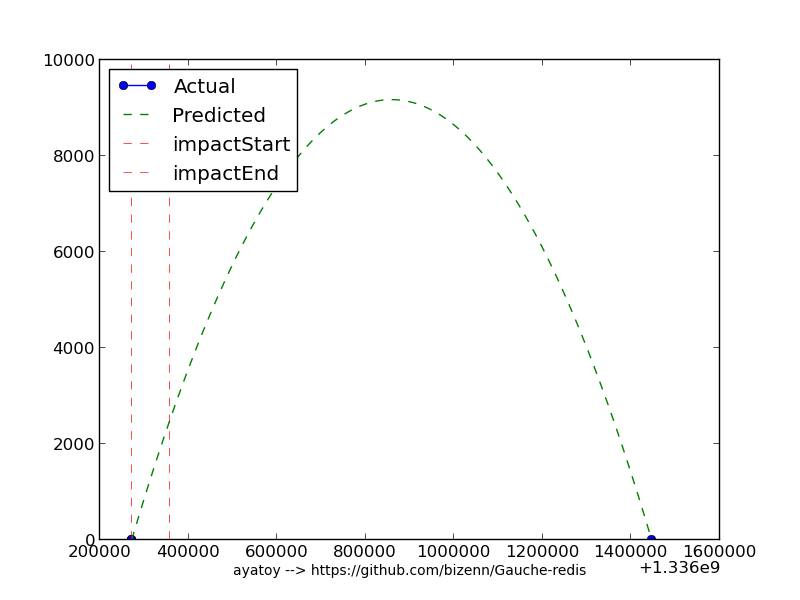 10000
Actual
Predicted
impactStart
impactEnd
8000
6000
4000
2000
0
200000 400000 600000 800000 1000000 1200000 1400000 1600000
+1.336e9
ayatoy --> https://github.com/bizenn/Gauche-redis